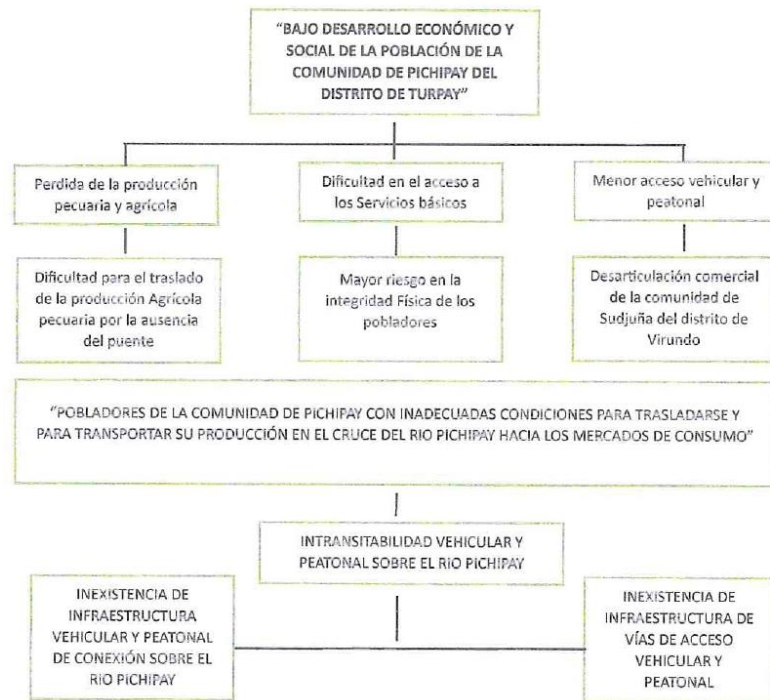 "BAJO DESARROLLO ECONÓMICO Y
SOCIAL DE LA POBLACIÓN DE LA
COMUNIDAD DE PICHIPAY DEL
DISTRITO DE TURPAY"
Perdida de la producción
pecuaria y agrícola
Dificultad en el acceso a
los Servicios básicos
Menor acceso vehicular y
peatonal
Dificultad para el traslado
de la producción Agrícola
pecuaria por la ausencia
del puente
Mayor riesgo en la
integridad Física de los
pobladores
Desarticulación comercial
de la comunidad de
Sudjuña del distrito de
Virundo
"POBLADORES DE LA COMUNIDAD DE PICHIPAY CON INADECUADAS CONDICIONES PARA TRASLADARSE Y
PARA TRANSPORTAR SU PRODUCCIÓN EN EL CRUCE DEL RIO PICHIPAY HACIA LOS MERCADOS DE CONSUMO"
INTRANSITABILIDAD VEHICULAR Y
PEATONAL SOBRE EL RIO PICHIPAY
INEXISTENCIA DE
INFRAESTRUCTURA
VEHICULAR Y PEATONAL
DE CONEXIÓN SOBRE EL
RIO PICHIPAY
INEXISTENCIA DE
INFRAESTRUCTURA DE
VÍAS DE ACCESO
VEHICULAR Y
PEATONAL